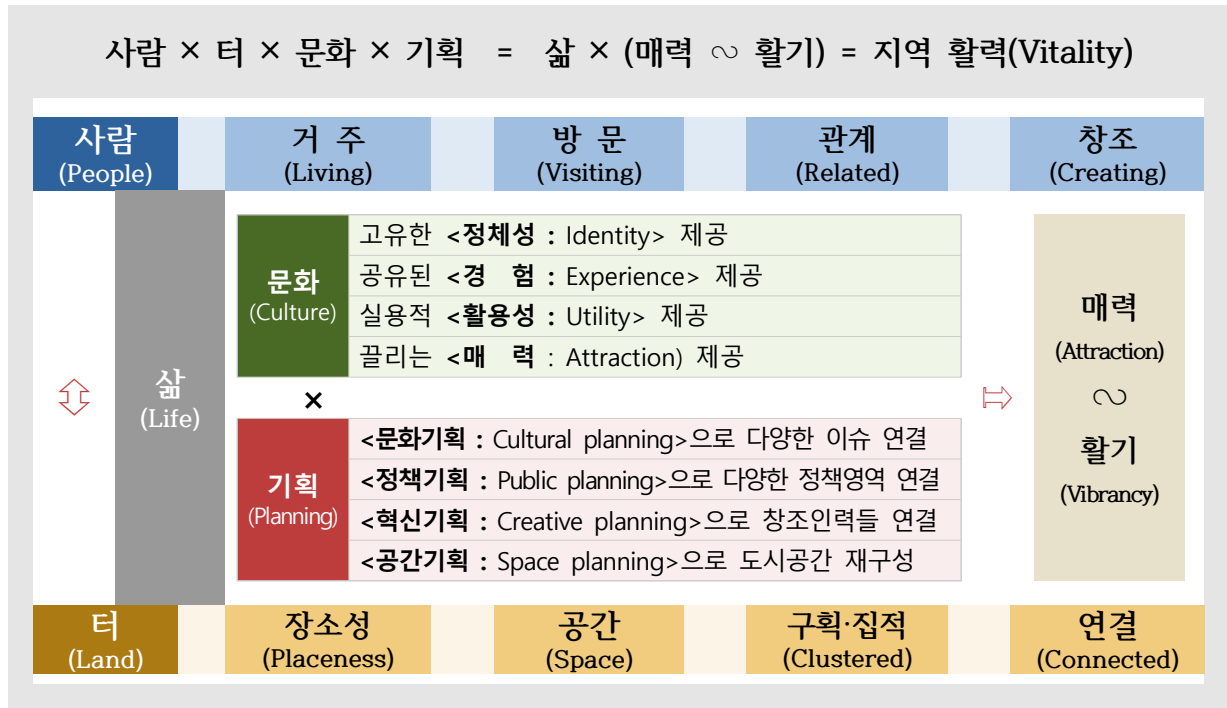 사람 × 터 × 문화 × 기획 = 삶 × (매력 ∽ 활기) = 지역 활력(Vitality)
사람
(People)
거 주
(Living)
방 문
(Visiting)
관계
(Related)
창조
(Creating)
삶
(Life)
문화
(Culture)
고유한 <정체성 : Identity> 제공
공유된 <경 험 : Experience> 제공
실용적 <활용성 : Utility> 제공
끌리는 <매 력 : Attraction) 제공
×
기획
(Planning)
<문화기획 : Cultural planning>으로 다양한 이슈 연결
<정책기획 : Public planning>으로 다양한 정책영역 연결
<혁신기획 : Creative planning>으로 창조인력들 연결
<공간기획 : Space planning>으로 도시공간 재구성
매력
(Attraction)
∽
활기
(Vibrancy)
터
(Land)
장소성
(Placeness)
공간
(Space)
구획·집적
(Clustered)
연결
(Connected)